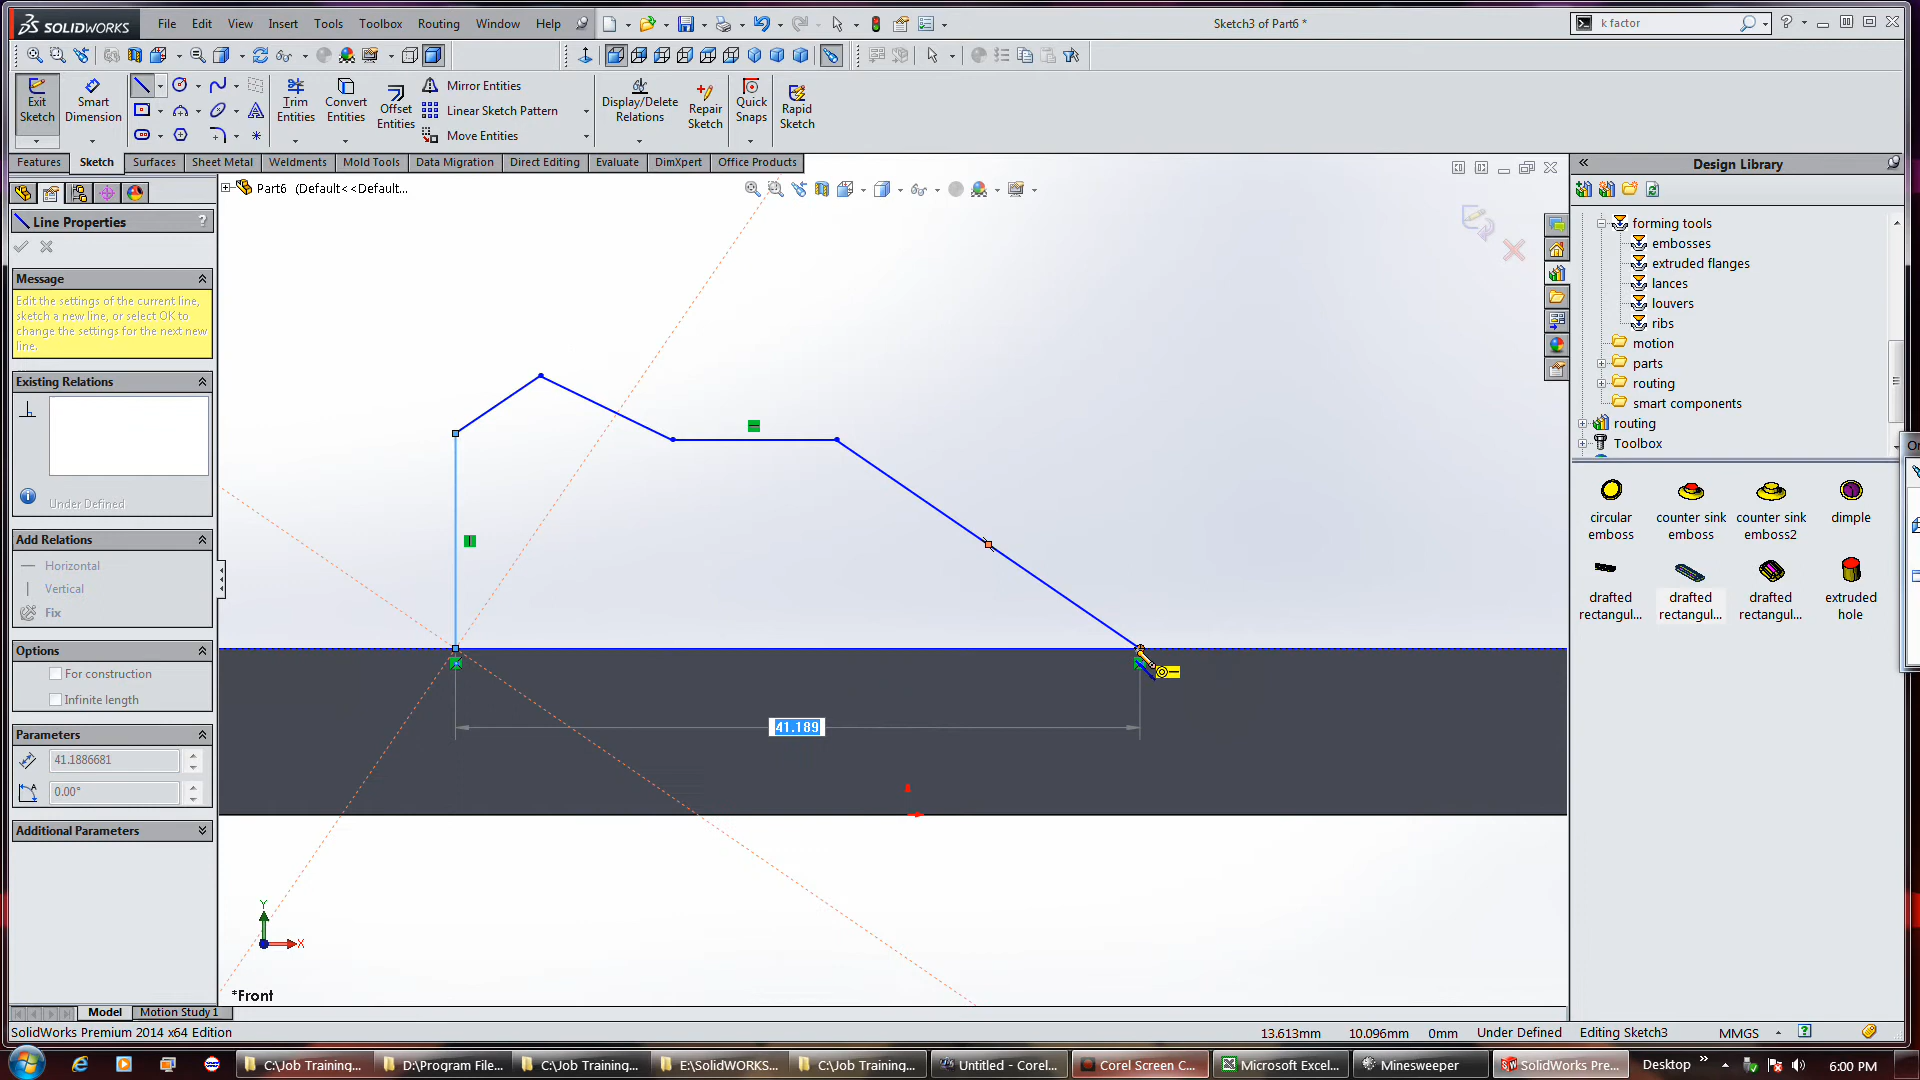 SOLIDWORKS File Edit View Insert Tools Toolbox Routing Window Help Sketch3 of Part6 * k factor
Exit Sketch
Smart Dimension
Trim Entities
Convert Entities
Offset Entities
Mirror Entities
Linear Sketch Pattern
Move Entities
Display/Delete Relations
Repair Sketch
Quick Snaps
Rapid Sketch
Features Sketch Surfaces Sheet Metal Weldments Mold Tools Data Migration Direct Editing Evaluate DimXpert Office Products
Part6 (Default<<Default...
Line Properties ?
Message
Edit the settings of the current line,
sketch a new line, or select OK to
change the settings for the next new
line.
Existing Relations
Under Defined
Add Relations
Horizontal
Vertical
Fix
Options
For construction
Infinite length
Parameters
41.1886681
0.00°
Additional Parameters
41.189
Y
X
*Front
Design Library
forming tools
embosses
extruded flanges
lances
louvers
ribs
motion
parts
routing
smart components
routing
Toolbox
circular emboss
counter sink emboss
counter sink emboss2
dimple
drafted rectangul...
drafted rectangul...
drafted rectangul...
extruded hole
Model Motion Study 1
SolidWorks Premium 2014 x64 Edition 13.613mm 10.096mm 0mm Under Defined Editing Sketch3 MMGS
C:\Job Training... D:\Program File... C:\Job Training... E:\SolidWORKS... C:\Job Training... Untitled - Corel... Corel Screen C... Microsoft Excel... Minesweeper SolidWorks Pre... Desktop 6:00 PM